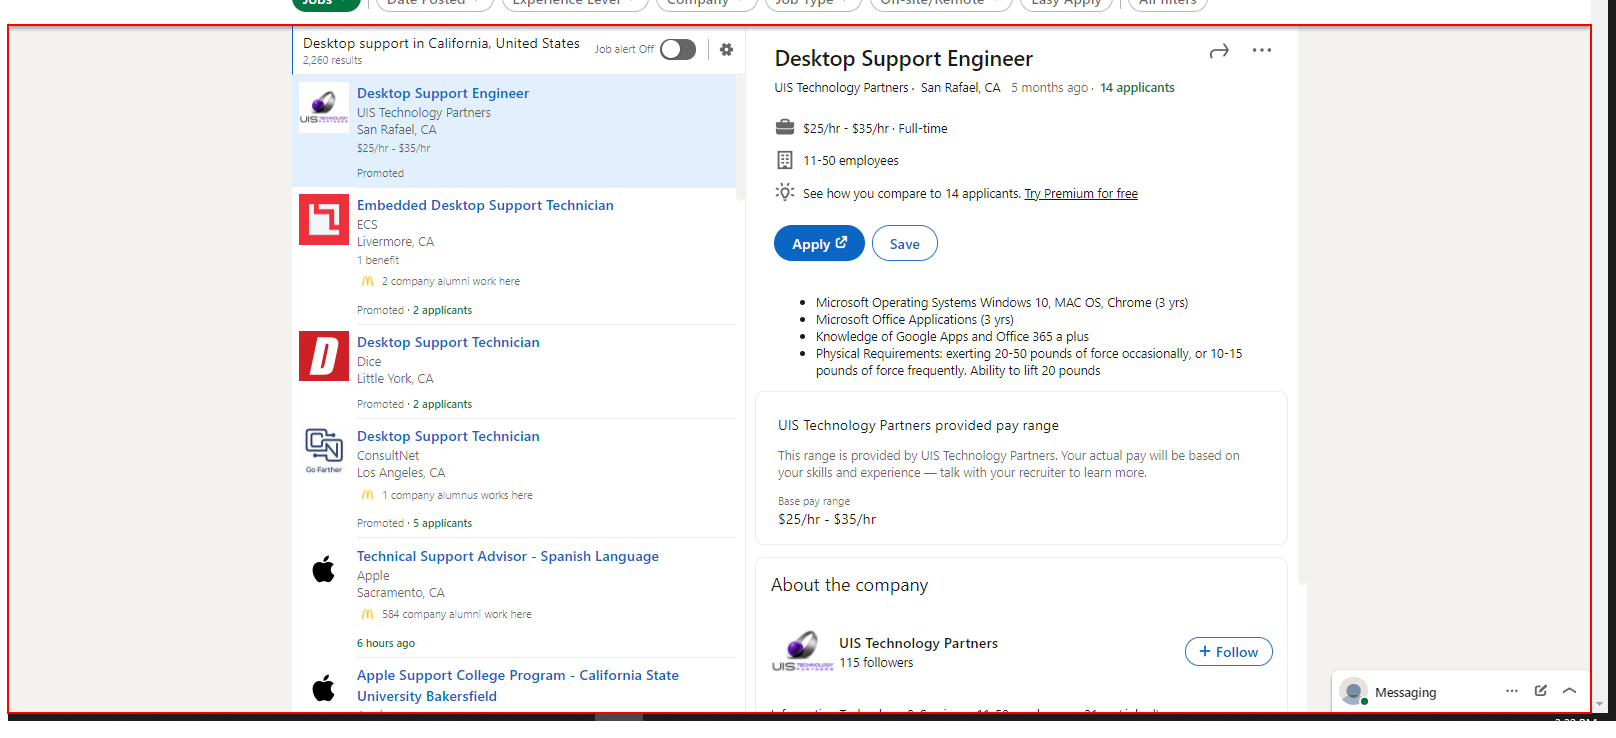 Jobs
Date Posted
Experience Level
Company
Job Type
On-site/Remote
Easy Apply
All filters
Desktop support in California, United States
2,260 results
Job alert Off
Desktop Support Engineer
UIS Technology Partners
San Rafael, CA
$25/hr - $35/hr
Promoted
UIS TECHNOLOGY PARTNERS
Embedded Desktop Support Technician
ECS
Livermore, CA
1 benefit
2 company alumni work here
Promoted · 2 applicants
Desktop Support Technician
Dice
Little York, CA
Promoted · 2 applicants
D
Desktop Support Technician
ConsultNet
Los Angeles, CA
1 company alumnus works here
Promoted · 5 applicants
CN
Go Farther
Technical Support Advisor - Spanish Language
Apple
Sacramento, CA
584 company alumni work here
6 hours ago
Apple Support College Program - California State
University Bakersfield
Desktop Support Engineer
UIS Technology Partners · San Rafael, CA 5 months ago · 14 applicants
$25/hr - $35/hr · Full-time
11-50 employees
See how you compare to 14 applicants. Try Premium for free
Apply
Save
• Microsoft Operating Systems Windows 10, MAC OS, Chrome (3 yrs)
• Microsoft Office Applications (3 yrs)
• Knowledge of Google Apps and Office 365 a plus
• Physical Requirements: exerting 20-50 pounds of force occasionally, or 10-15
pounds of force frequently. Ability to lift 20 pounds
UIS Technology Partners provided pay range
This range is provided by UIS Technology Partners. Your actual pay will be based on
your skills and experience — talk with your recruiter to learn more.
Base pay range
$25/hr - $35/hr
About the company
UIS TECHNOLOGY PARTNERS
UIS Technology Partners
115 followers
+ Follow
Messaging